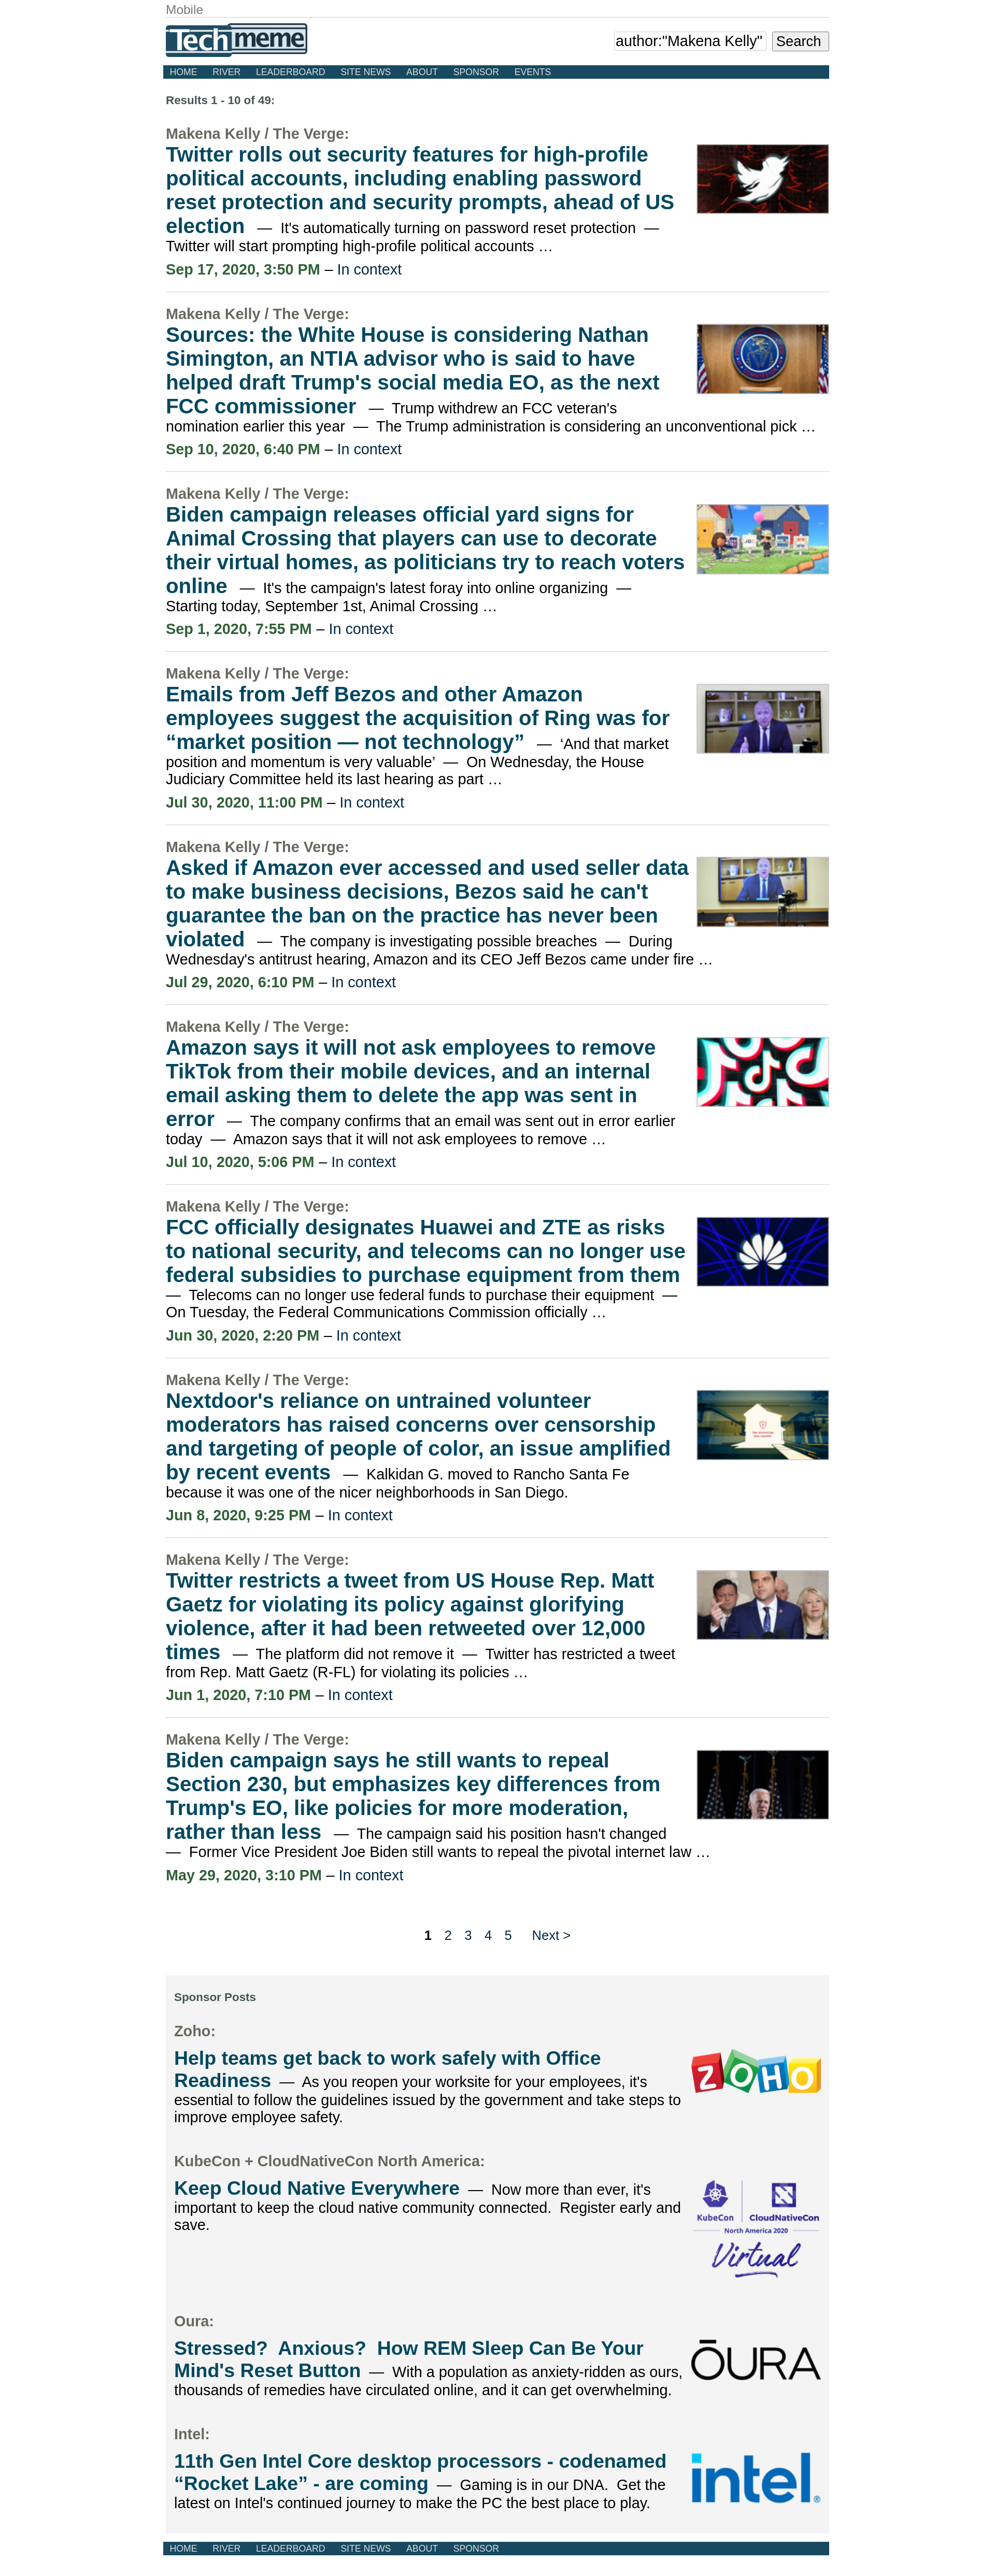 Mobile
Techmeme
author:"Makena Kelly" Search
HOME RIVER LEADERBOARD SITE NEWS ABOUT SPONSOR EVENTS
Results 1 - 10 of 49:
Makena Kelly / The Verge:
Twitter rolls out security features for high-profile
political accounts, including enabling password
reset protection and security prompts, ahead of US
election — It's automatically turning on password reset protection —
Twitter will start prompting high-profile political accounts …
Sep 17, 2020, 3:50 PM – In context
Makena Kelly / The Verge:
Sources: the White House is considering Nathan
Simington, an NTIA advisor who is said to have
helped draft Trump's social media EO, as the next
FCC commissioner — Trump withdrew an FCC veteran's
nomination earlier this year — The Trump administration is considering an unconventional pick …
Sep 10, 2020, 6:40 PM – In context
Makena Kelly / The Verge:
Biden campaign releases official yard signs for
Animal Crossing that players can use to decorate
their virtual homes, as politicians try to reach voters
online — It's the campaign's latest foray into online organizing —
Starting today, September 1st, Animal Crossing …
Sep 1, 2020, 7:55 PM – In context
Makena Kelly / The Verge:
Emails from Jeff Bezos and other Amazon
employees suggest the acquisition of Ring was for
“market position — not technology” — ‘And that market
position and momentum is very valuable’ — On Wednesday, the House
Judiciary Committee held its last hearing as part …
Jul 30, 2020, 11:00 PM – In context
Makena Kelly / The Verge:
Asked if Amazon ever accessed and used seller data
to make business decisions, Bezos said he can't
guarantee the ban on the practice has never been
violated — The company is investigating possible breaches — During
Wednesday's antitrust hearing, Amazon and its CEO Jeff Bezos came under fire …
Jul 29, 2020, 6:10 PM – In context
Makena Kelly / The Verge:
Amazon says it will not ask employees to remove
TikTok from their mobile devices, and an internal
email asking them to delete the app was sent in
error — The company confirms that an email was sent out in error earlier
today — Amazon says that it will not ask employees to remove …
Jul 10, 2020, 5:06 PM – In context
Makena Kelly / The Verge:
FCC officially designates Huawei and ZTE as risks
to national security, and telecoms can no longer use
federal subsidies to purchase equipment from them
— Telecoms can no longer use federal funds to purchase their equipment —
On Tuesday, the Federal Communications Commission officially …
Jun 30, 2020, 2:20 PM – In context
Makena Kelly / The Verge:
Nextdoor's reliance on untrained volunteer
moderators has raised concerns over censorship
and targeting of people of color, an issue amplified
by recent events — Kalkidan G. moved to Rancho Santa Fe
because it was one of the nicer neighborhoods in San Diego.
Jun 8, 2020, 9:25 PM – In context
Makena Kelly / The Verge:
Twitter restricts a tweet from US House Rep. Matt
Gaetz for violating its policy against glorifying
violence, after it had been retweeted over 12,000
times — The platform did not remove it — Twitter has restricted a tweet
from Rep. Matt Gaetz (R-FL) for violating its policies …
Jun 1, 2020, 7:10 PM – In context
Makena Kelly / The Verge:
Biden campaign says he still wants to repeal
Section 230, but emphasizes key differences from
Trump's EO, like policies for more moderation,
rather than less — The campaign said his position hasn't changed
— Former Vice President Joe Biden still wants to repeal the pivotal internet law …
May 29, 2020, 3:10 PM – In context
1 2 3 4 5 Next >
Sponsor Posts
Zoho:
Help teams get back to work safely with Office
Readiness — As you reopen your worksite for your employees, it's
essential to follow the guidelines issued by the government and take steps to
improve employee safety.
ZOHO
KubeCon + CloudNativeCon North America:
Keep Cloud Native Everywhere — Now more than ever, it's
important to keep the cloud native community connected. Register early and
save.
KubeCon CloudNativeCon
North America 2020
Virtual
Oura:
Stressed? Anxious? How REM Sleep Can Be Your
Mind's Reset Button — With a population as anxiety-ridden as ours,
thousands of remedies have circulated online, and it can get overwhelming.
ŌURA
Intel:
11th Gen Intel Core desktop processors - codenamed
“Rocket Lake” - are coming — Gaming is in our DNA. Get the
latest on Intel's continued journey to make the PC the best place to play.
intel®
HOME RIVER LEADERBOARD SITE NEWS ABOUT SPONSOR